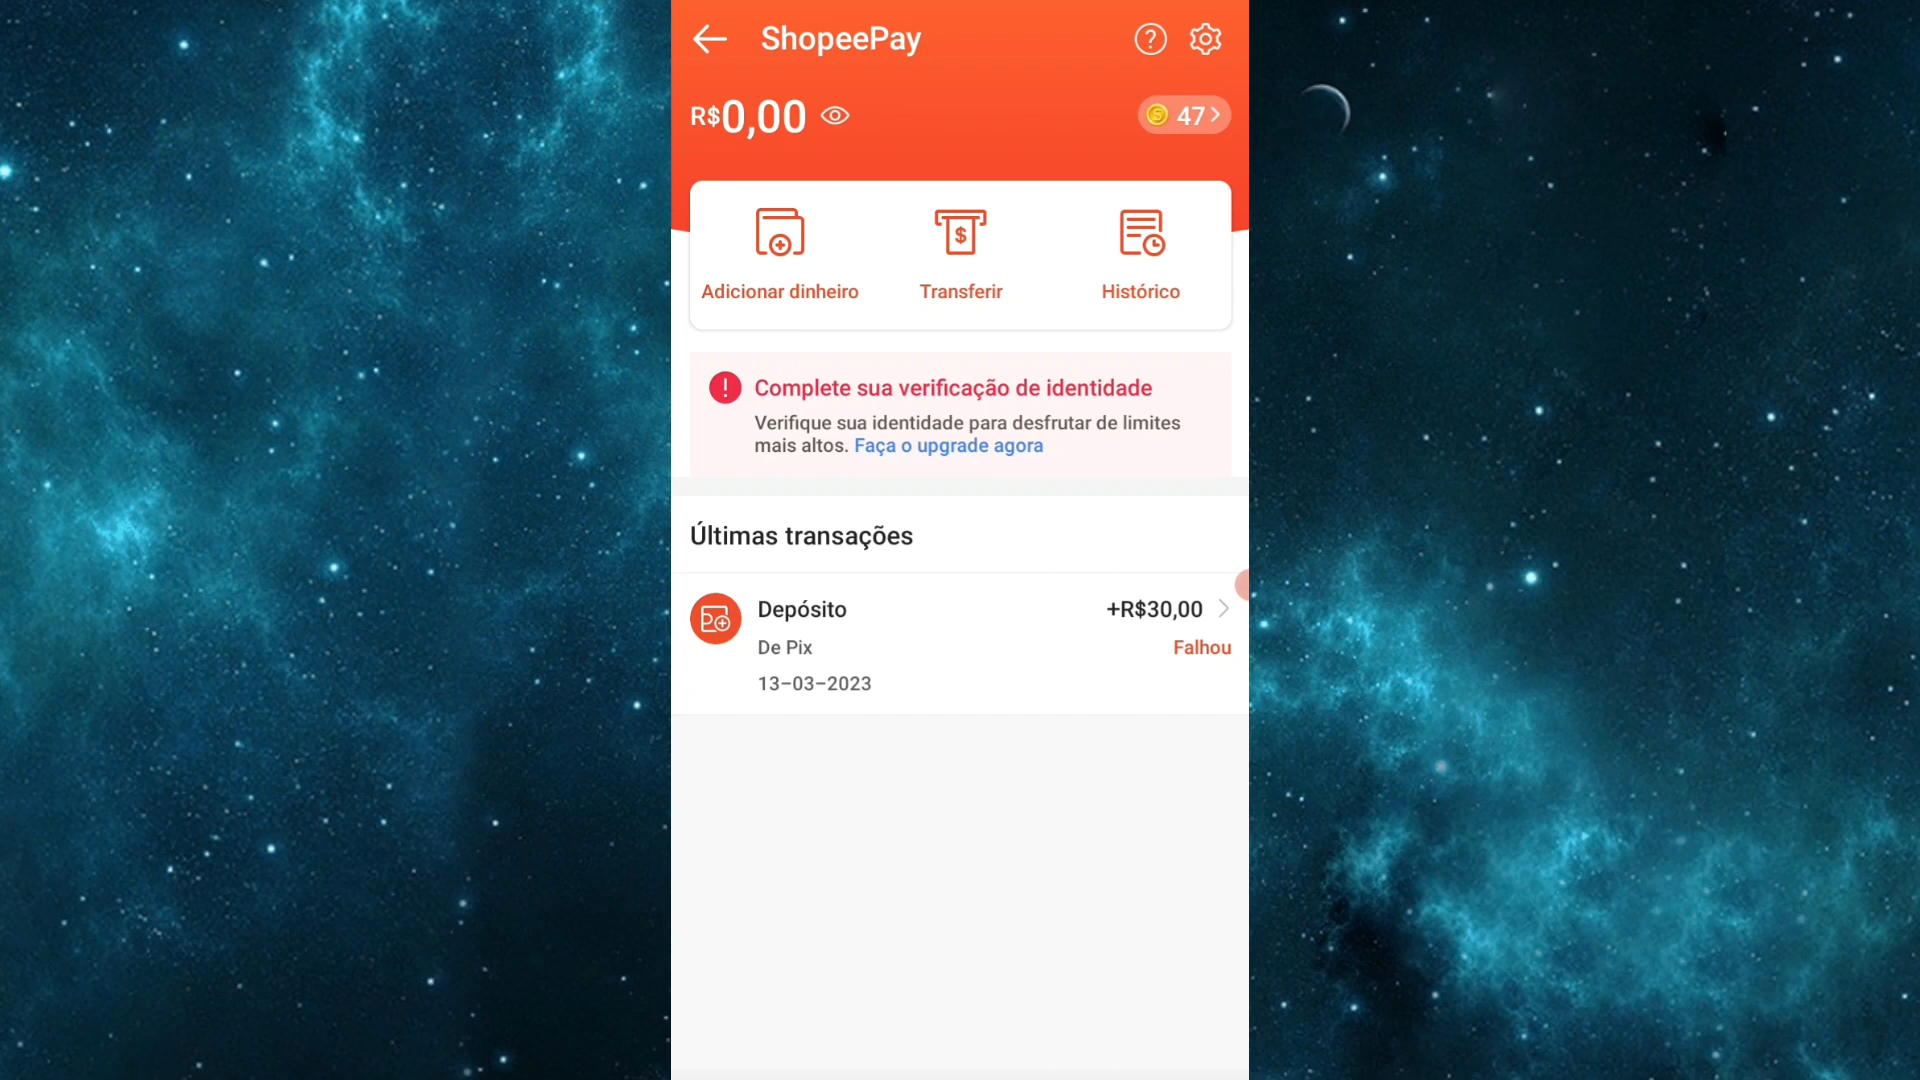 ShopeePay
R$0,00
47
Adicionar dinheiro
Transferir
Histórico
Complete sua verificação de identidade
Verifique sua identidade para desfrutar de limites
mais altos. Faça o upgrade agora
Últimas transações
Depósito
+R$30,00
De Pix
Falhou
13-03-2023